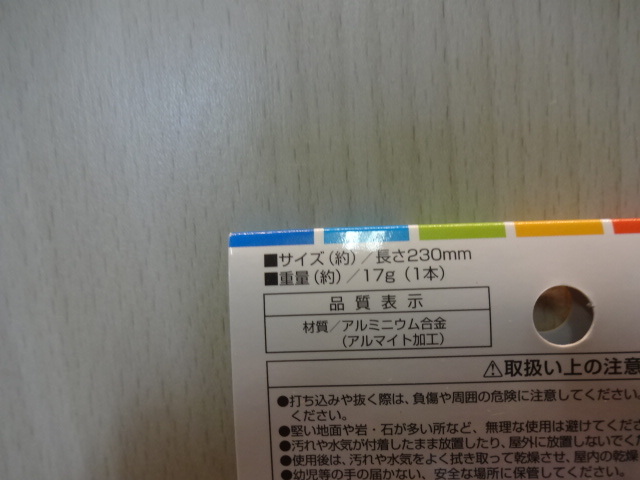 ■サイズ(約)/長さ230mm
■重量(約)/17g(1本)
品質表示
材質/アルミニウム合金
(アルマイト加工)
⚠取扱い上の注意
●打ち込みや抜く際は、負傷や周囲の危険に注意してください
ください。
●堅い地面や岩・石が多い所など、無理な使用は避けてくださ
●汚れや水気が付着したまま放置したり、屋外に放置しないでくだ
●使用後は、汚れや水気をよく拭き取って乾燥させ、屋内の乾燥
●幼児等の手の届かない、安全な場所に保管してください。